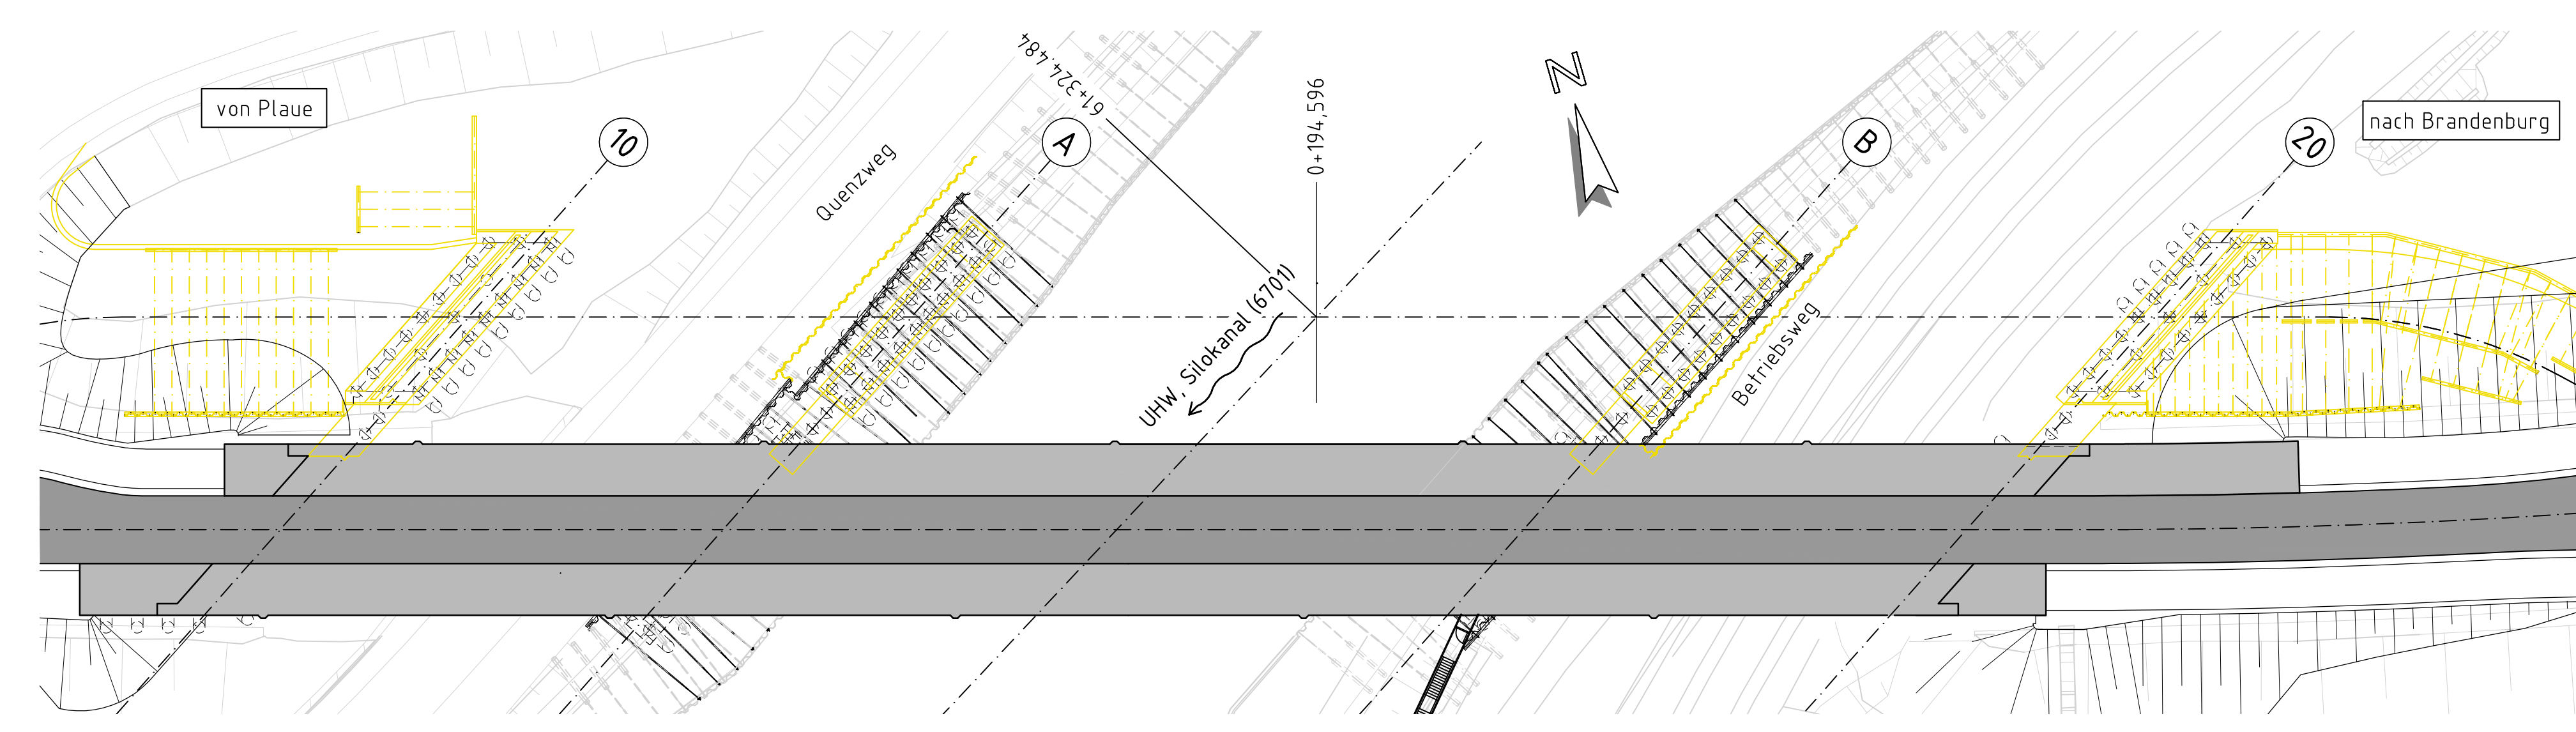 von Plaue
10
Quenzweg
A
61+324,484
0+194,596
UHW, Silokanal (6701)
N
B
Betriebsweg
20
nach Brandenburg